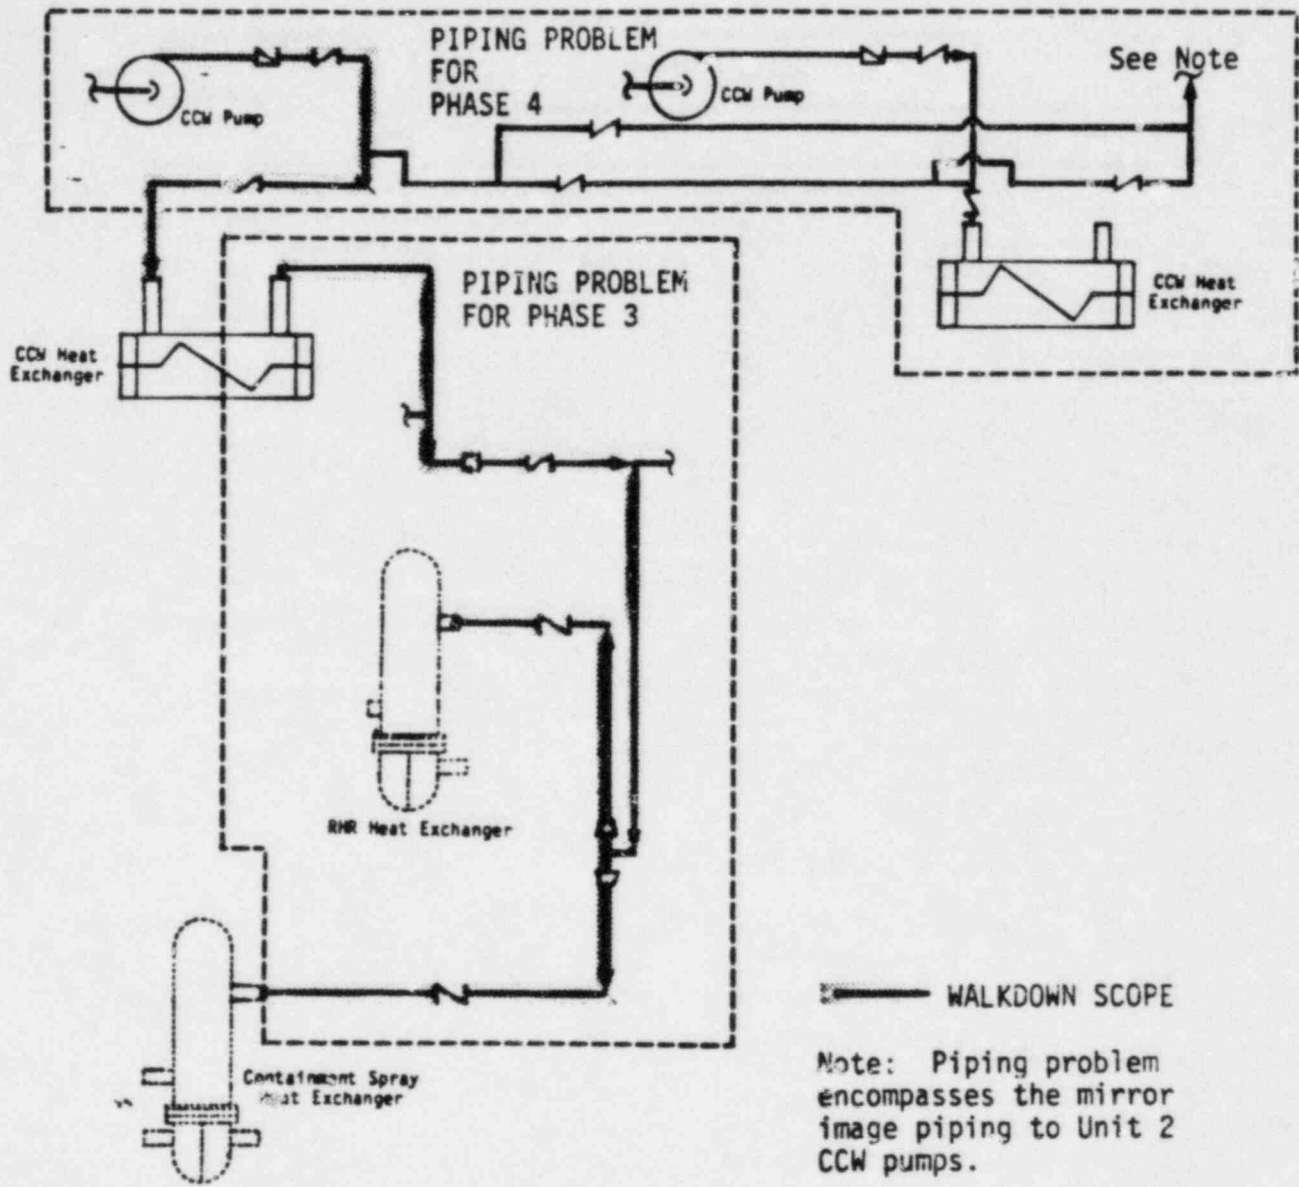 PIPING PROBLEM
FOR
PHASE 4
See Note
CCW Pump
CCW Pump
PIPING PROBLEM
FOR PHASE 3
CCW Heat
Exchanger
CCW Heat
Exchanger
RHR Heat Exchanger
WALKDOWN SCOPE
Containment Spray
Heat Exchanger
Note: Piping problem
encompasses the mirror
image piping to Unit 2
CCW pumps.